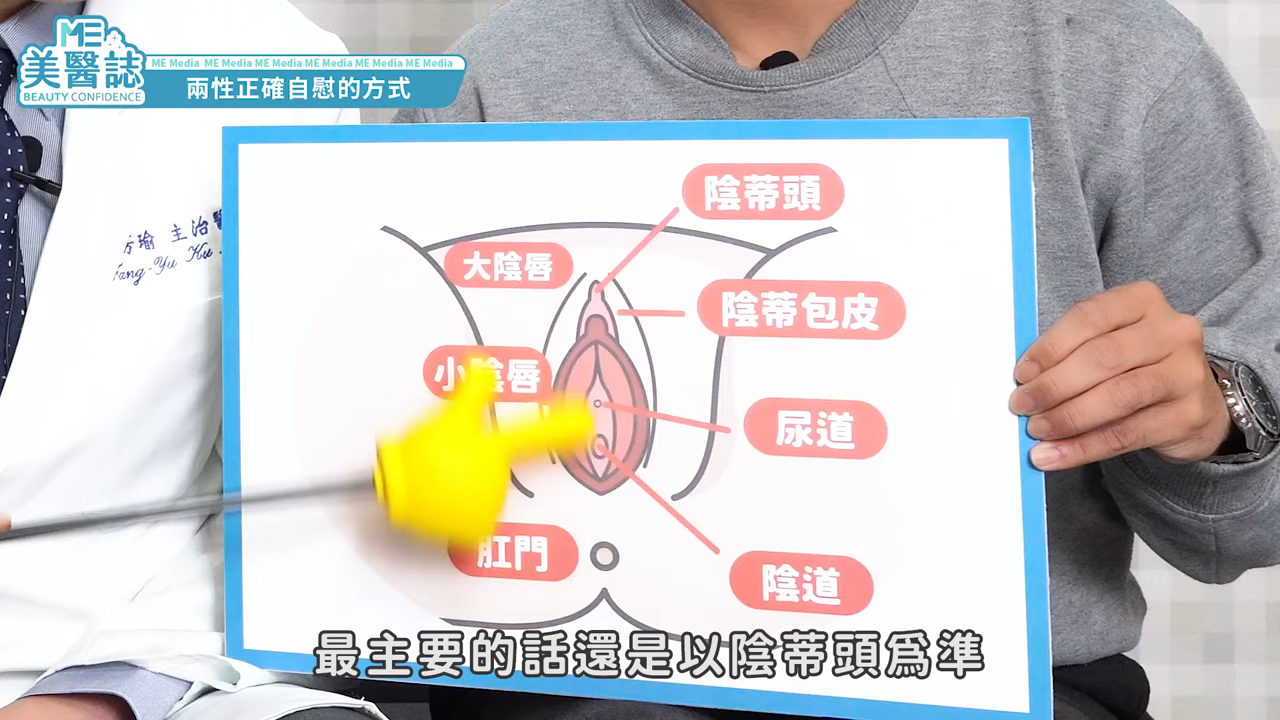 ME
美醫誌
BEAUTY CONFIDENCE
ME Media ME Media ME Media ME Media ME Media ME Media
兩性正確自慰的方式
主治
陰蒂頭
大陰唇
陰蒂包皮
小陰唇
尿道
肛門
陰道
最主要的話還是以陰蒂頭為準